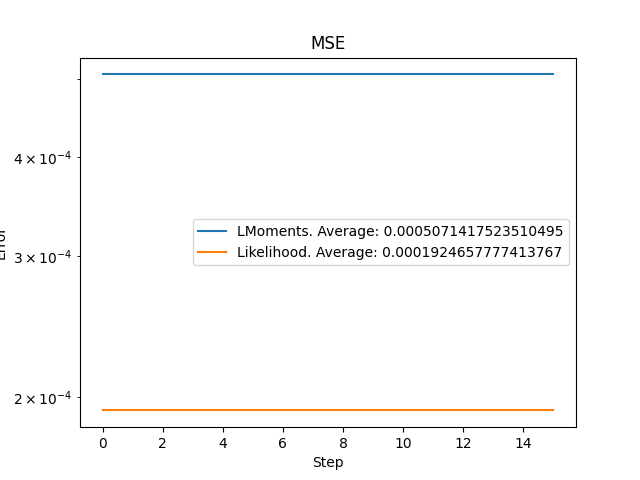 MSE
4 × 10⁻⁴
3 × 10⁻⁴
2 × 10⁻⁴
Error
LMoments. Average: 0.0005071417523510495
Likelihood. Average: 0.0001924657777413767
0 2 4 6 8 10 12 14
Step